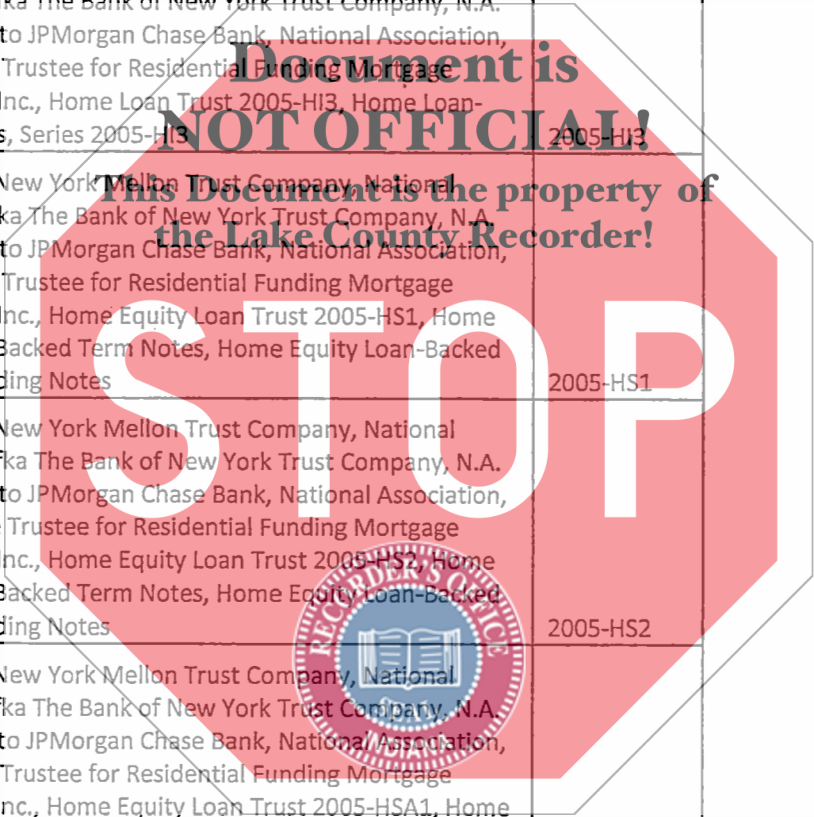 ka The Bank of New York Trust Company, N.A.
to JPMorgan Chase Bank, National Association,
Document is
Trustee for Residential Funding Mortgage
Inc., Home Loan Trust 2005-HI3, Home Loan-
NOT OFFICIAL!
s, Series 2005-HI3 2005-HI3
New York Mellon Trust Company, National
This Document is the property of
ka The Bank of New York Trust Company, N.A.
the Lake County Recorder!
to JPMorgan Chase Bank, National Association,
Trustee for Residential Funding Mortgage
Inc., Home Equity Loan Trust 2005-HS1, Home
Backed Term Notes, Home Equity Loan-Backed
ding Notes 2005-HS1
STOP
New York Mellon Trust Company, National
fka The Bank of New York Trust Company, N.A.
to JPMorgan Chase Bank, National Association,
Trustee for Residential Funding Mortgage
Inc., Home Equity Loan Trust 2005-HS2, Home
Backed Term Notes, Home Equity Loan-Backed
ding Notes 2005-HS2
RECORDER'S OFFICE
New York Mellon Trust Company, National
fka The Bank of New York Trust Company, N.A.
INDIANA
to JPMorgan Chase Bank, National Association,
Trustee for Residential Funding Mortgage
nc., Home Equity Loan Trust 2005-HSA1, Home